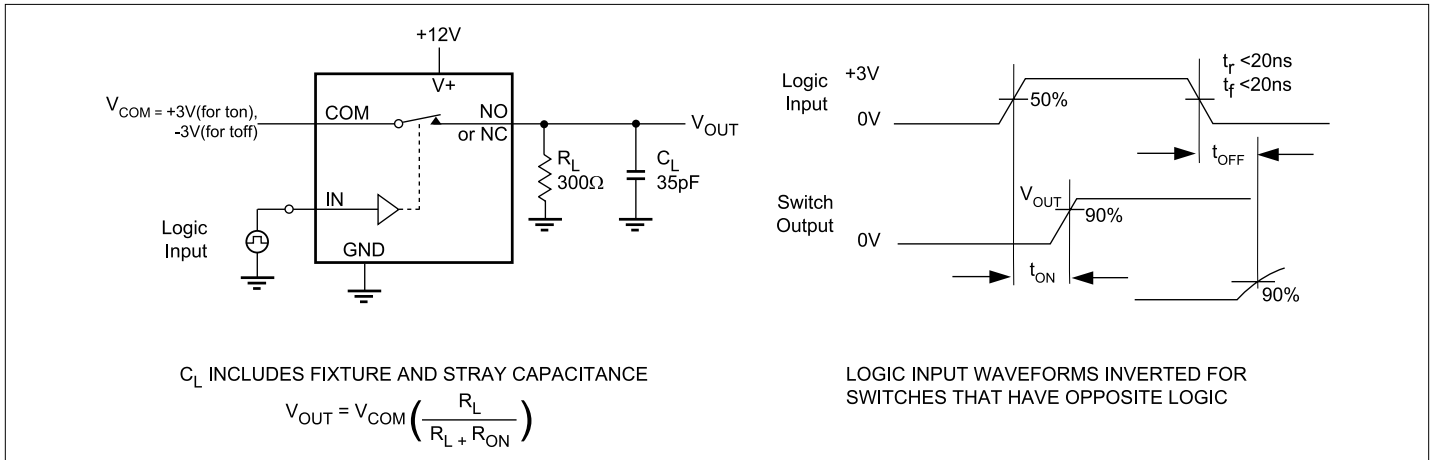 +12V
V+
V_COM = +3V(for ton),
-3V(for toff)
COM
NO
or NC
V_OUT
R_L
300Ω
C_L
35pF
IN
Logic
Input
GND
C_L INCLUDES FIXTURE AND STRAY CAPACITANCE
V_OUT = V_COM ( R_L / R_L + R_ON )
Logic
Input
+3V
0V
50%
t_r <20ns
t_f <20ns
t_OFF
Switch
Output
V_OUT
0V
90%
t_ON
90%
LOGIC INPUT WAVEFORMS INVERTED FOR
SWITCHES THAT HAVE OPPOSITE LOGIC